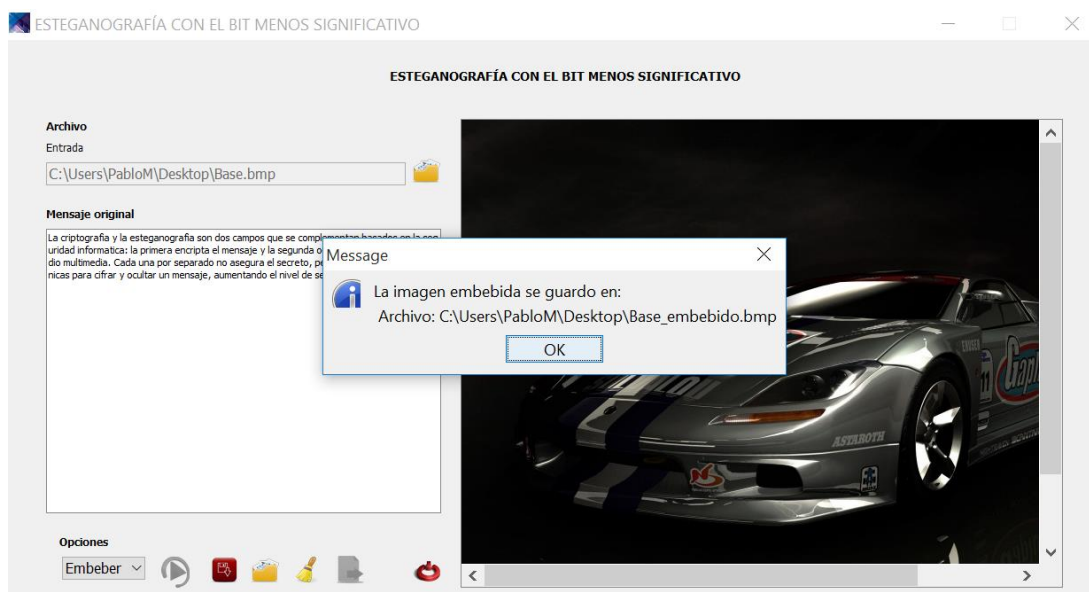 ESTEGANOGRAFÍA CON EL BIT MENOS SIGNIFICATIVO
ESTEGANOGRAFÍA CON EL BIT MENOS SIGNIFICATIVO
Archivo
Entrada
C:\Users\PabloM\Desktop\Base.bmp
Mensaje original
La criptografia y la esteganografia son dos campos que se complementan basados en la con
uridad informatica: la primera encripta el mensaje y la segunda o
dio multimedia. Cada una por separado no asegura el secreto, pe
nicas para cifrar y ocultar un mensaje, aumentando el nivel de se
Message
La imagen embebida se guardo en:
Archivo: C:\Users\PabloM\Desktop\Base_embebido.bmp
OK
ERUSER
11
ASTAROTH
Opciones
Embeber